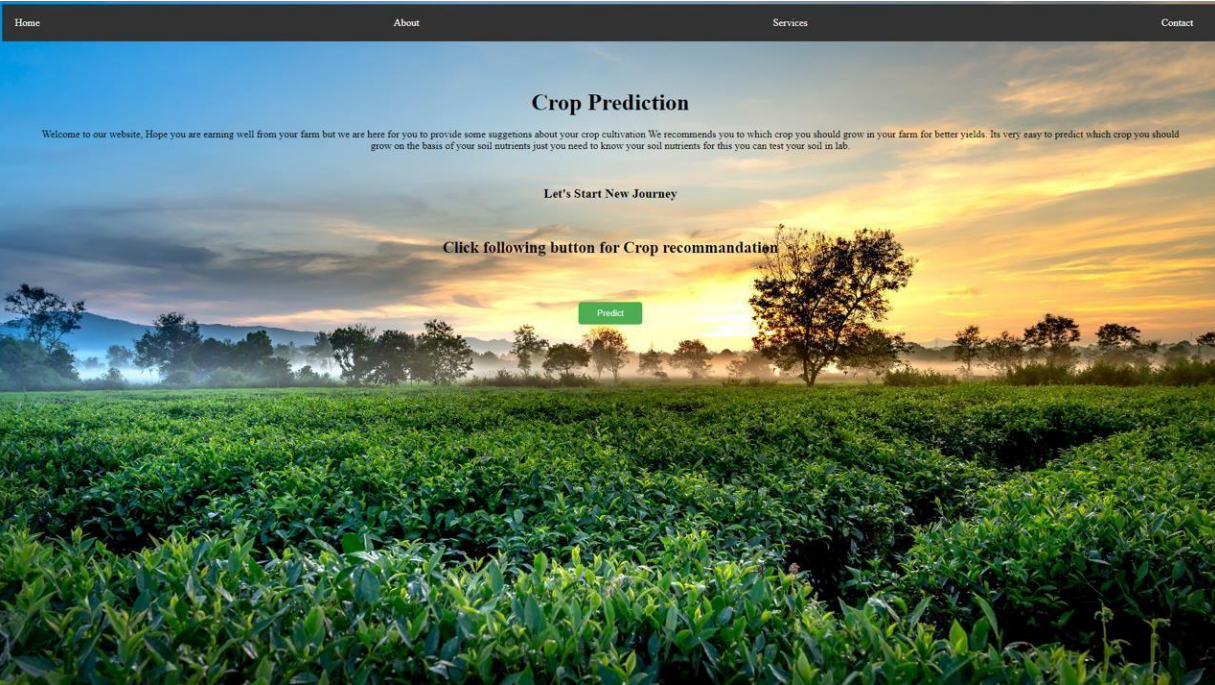 Home About Services Contact
Crop Prediction
Welcome to our website, Hope you are earning well from your farm but we are here for you to provide some suggetions about your crop cultivation We recommends you to which crop you should grow in your farm for better yields. Its very easy to predict which crop you should
grow on the basis of your soil nutrients just you need to know your soil nutrients for this you can test your soil in lab.
Let's Start New Journey
Click following button for Crop recommandation
Predict